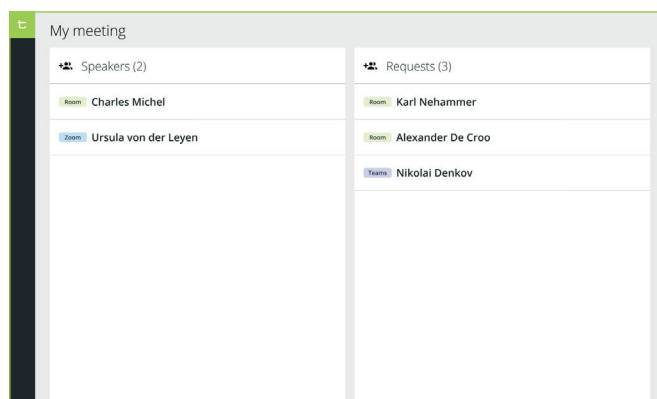 My meeting
Speakers (2)
Room Charles Michel
Zoom Ursula von der Leyen
Requests (3)
Room Karl Nehammer
Room Alexander De Croo
Teams Nikolai Denkov